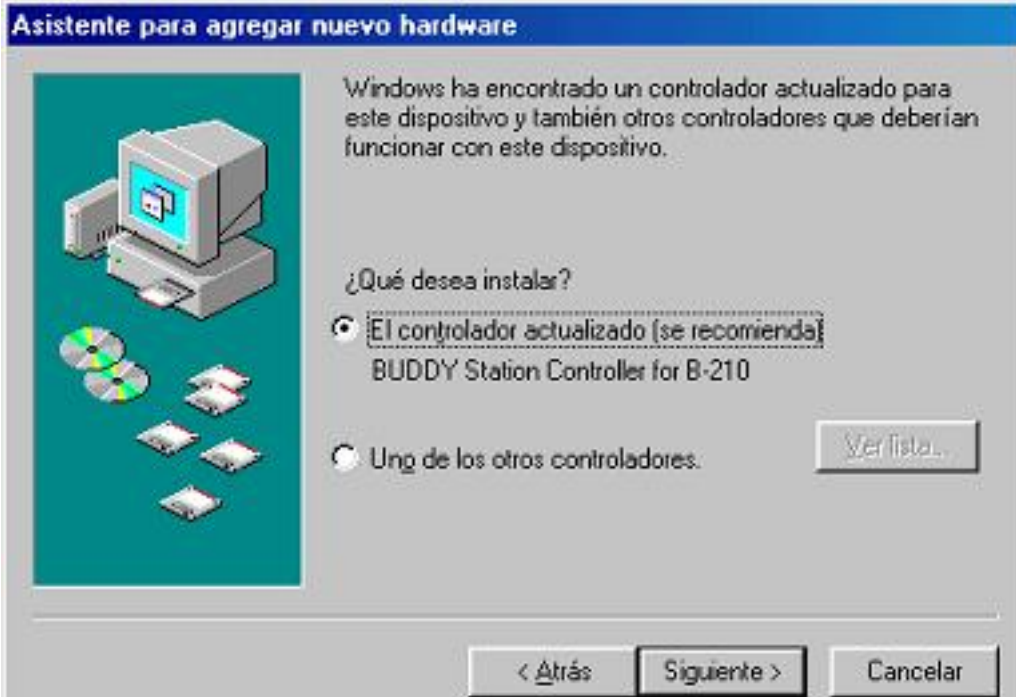 Asistente para agregar nuevo hardware
Windows ha encontrado un controlador actualizado para
este dispositivo y también otros controladores que deberían
funcionar con este dispositivo.
¿Qué desea instalar?
El controlador actualizado (se recomienda)
BUDDY Station Controller for B-210
Uno de los otros controladores.
Ver lista...
< Atrás
Siguiente >
Cancelar